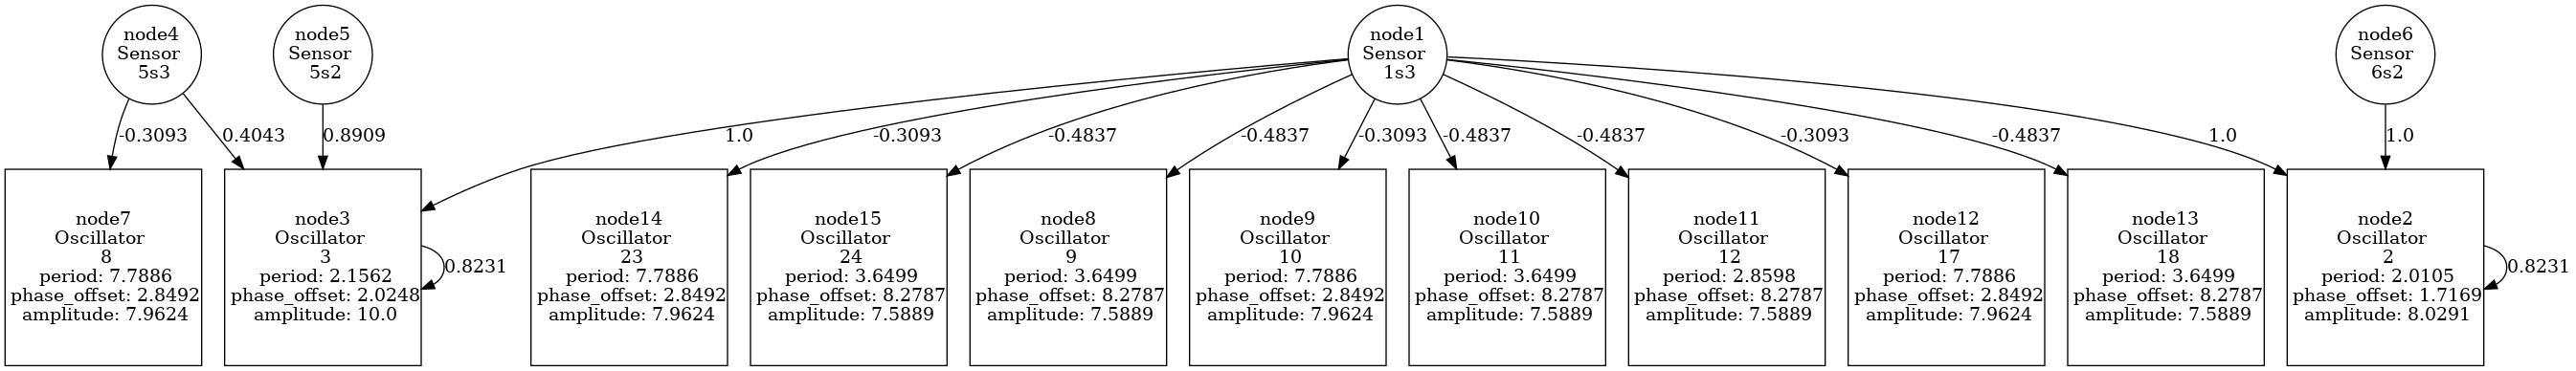 node4
Sensor
5s3
node5
Sensor
5s2
node1
Sensor
1s3
node6
Sensor
6s2
-0.3093
0.4043
0.8909
1.0
-0.3093
-0.4837
-0.4837
-0.3093
-0.4837
-0.4837
-0.3093
-0.4837
1.0
1.0
node7
Oscillator
8
period: 7.7886
phase_offset: 2.8492
amplitude: 7.9624
node3
Oscillator
3
period: 2.1562
phase_offset: 2.0248
amplitude: 10.0
0.8231
node14
Oscillator
23
period: 7.7886
phase_offset: 2.8492
amplitude: 7.9624
node15
Oscillator
24
period: 3.6499
phase_offset: 8.2787
amplitude: 7.5889
node8
Oscillator
9
period: 3.6499
phase_offset: 8.2787
amplitude: 7.5889
node9
Oscillator
10
period: 7.7886
phase_offset: 2.8492
amplitude: 7.9624
node10
Oscillator
11
period: 3.6499
phase_offset: 8.2787
amplitude: 7.5889
node11
Oscillator
12
period: 2.8598
phase_offset: 8.2787
amplitude: 7.5889
node12
Oscillator
17
period: 7.7886
phase_offset: 2.8492
amplitude: 7.9624
node13
Oscillator
18
period: 3.6499
phase_offset: 8.2787
amplitude: 7.5889
node2
Oscillator
2
period: 2.0105
phase_offset: 1.7169
amplitude: 8.0291
0.8231